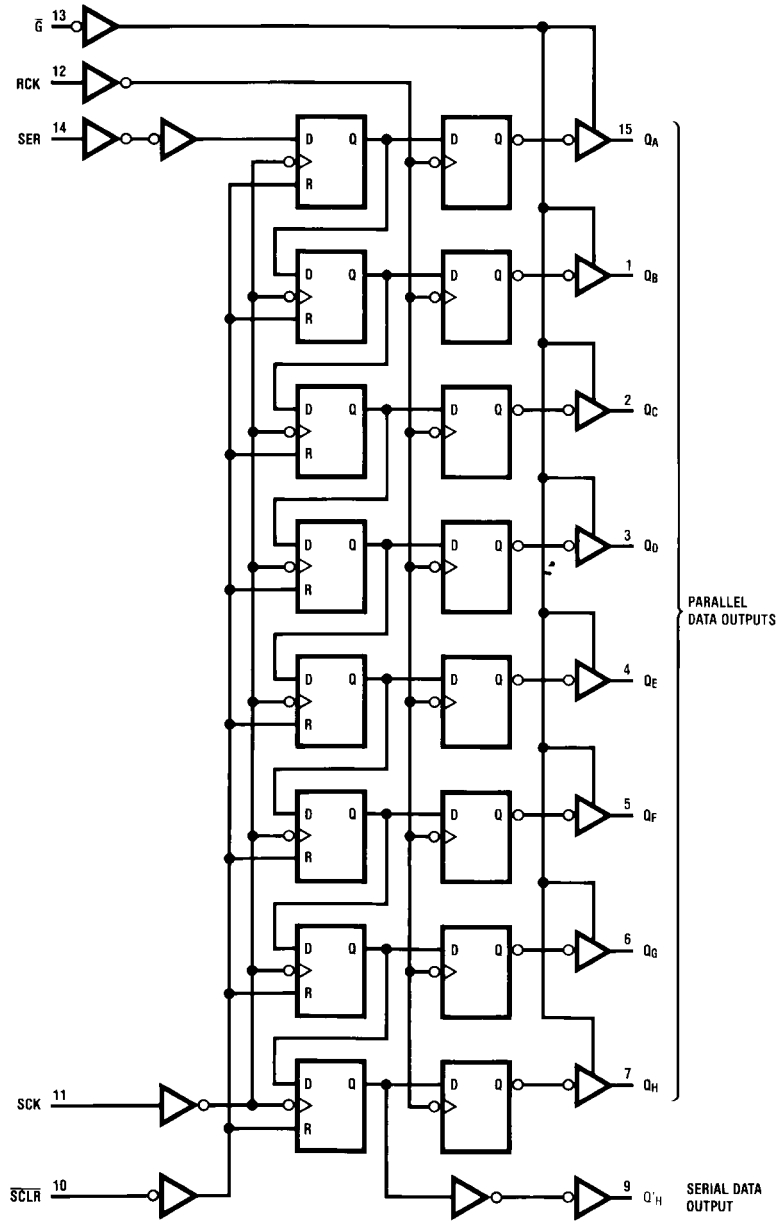 G̅ 13
RCK 12
SER 14
D Q D Q 15 QA
R
D Q D Q 1 QB
R
D Q D Q 2 QC
R
D Q D Q 3 QD
R
PARALLEL
DATA OUTPUTS
D Q D Q 4 QE
R
D Q D Q 5 QF
R
D Q D Q 6 QG
R
D Q D Q 7 QH
SCK 11
R
S̅C̅L̅R̅ 10
9 Q'H SERIAL DATA
OUTPUT